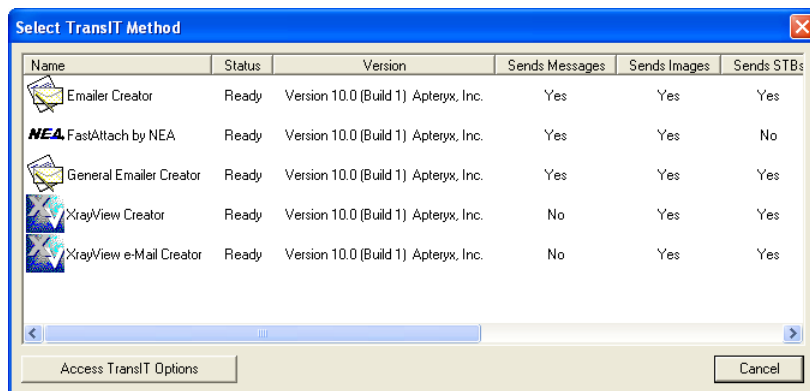 Select TransIT Method
Name Status Version Sends Messages Sends Images Sends STBs
Emailer Creator Ready Version 10.0 (Build 1) Apteryx, Inc. Yes Yes Yes
NEA FastAttach by NEA Ready Version 10.0 (Build 1) Apteryx, Inc. Yes Yes No
General Emailer Creator Ready Version 10.0 (Build 1) Apteryx, Inc. Yes Yes Yes
XrayView Creator Ready Version 10.0 (Build 1) Apteryx, Inc. No Yes Yes
XrayView e-Mail Creator Ready Version 10.0 (Build 1) Apteryx, Inc. No Yes Yes
Access TransIT Options Cancel